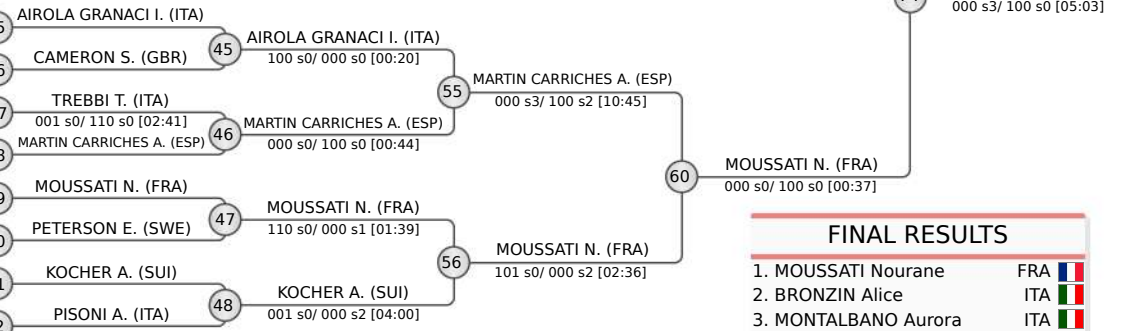 000 s3/ 100 s0 [05:03]
AIROLA GRANACI I. (ITA)
CAMERON S. (GBR)
45
AIROLA GRANACI I. (ITA)
100 s0/ 000 s0 [00:20]
TREBBI T. (ITA)
001 s0/ 110 s0 [02:41]
MARTIN CARRICHES A. (ESP)
46
MARTIN CARRICHES A. (ESP)
000 s0/ 100 s0 [00:44]
55
MARTIN CARRICHES A. (ESP)
000 s3/ 100 s2 [10:45]
MOUSSATI N. (FRA)
PETERSON E. (SWE)
47
MOUSSATI N. (FRA)
110 s0/ 000 s1 [01:39]
KOCHER A. (SUI)
PISONI A. (ITA)
48
KOCHER A. (SUI)
001 s0/ 000 s2 [04:00]
56
MOUSSATI N. (FRA)
101 s0/ 000 s2 [02:36]
60
MOUSSATI N. (FRA)
000 s0/ 100 s0 [00:37]
FINAL RESULTS
1. MOUSSATI Nourane FRA
2. BRONZIN Alice ITA
3. MONTALBANO Aurora ITA